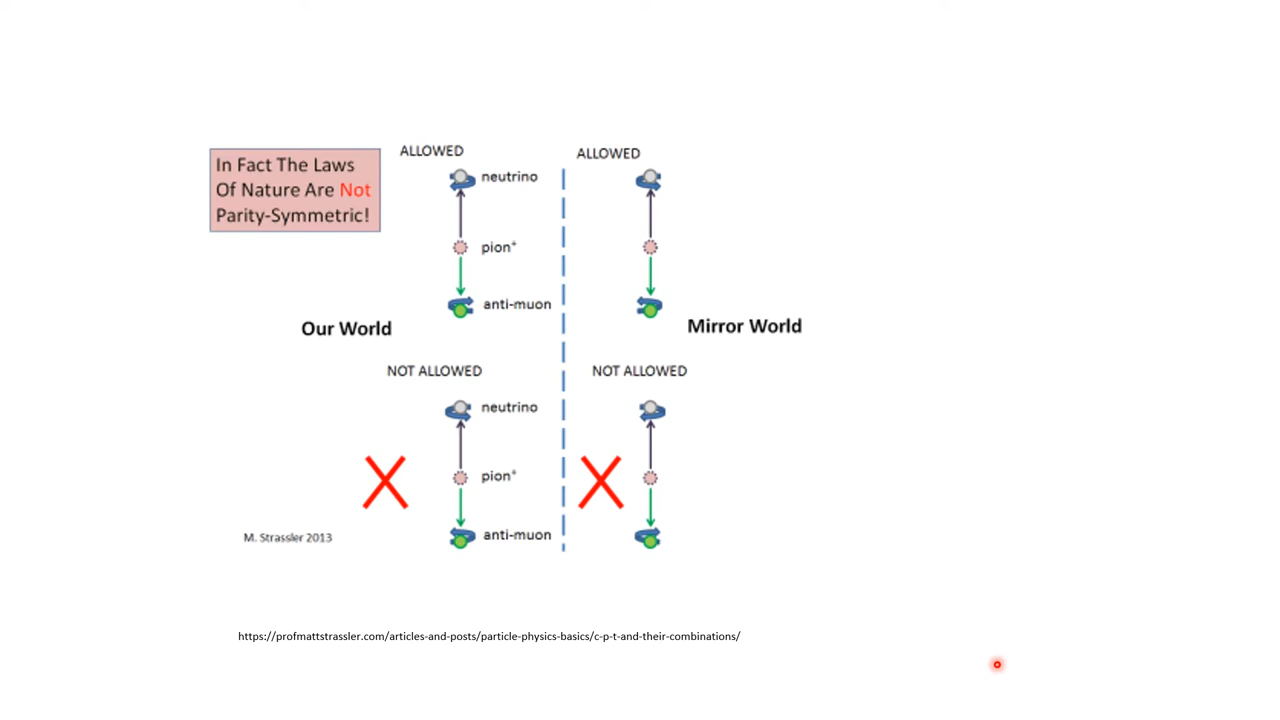 In Fact The Laws
Of Nature Are Not
Parity-Symmetric!
ALLOWED
neutrino
pion⁺
anti-muon
ALLOWED
Our World
Mirror World
NOT ALLOWED
neutrino
pion⁺
anti-muon
NOT ALLOWED
M. Strassler 2013
https://profmattstrassler.com/articles-and-posts/particle-physics-basics/c-p-t-and-their-combinations/